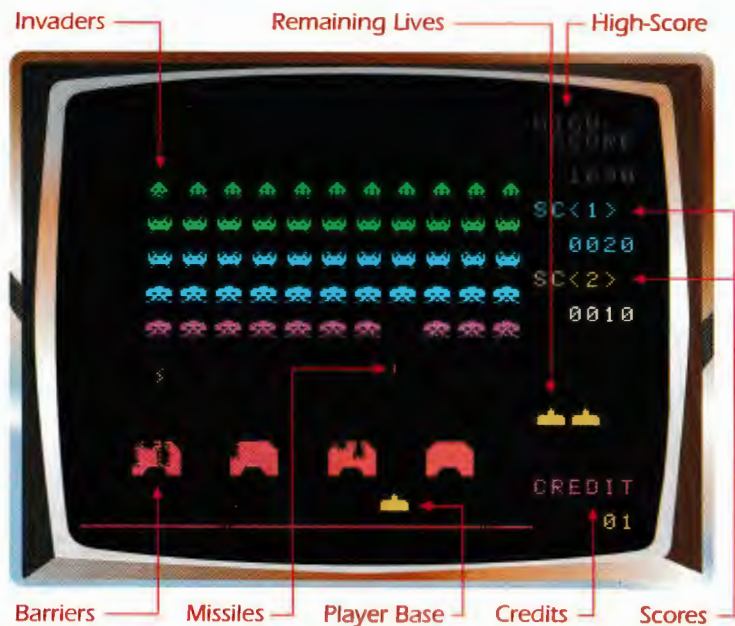 Invaders Remaining Lives High-Score
HIGH-
SCORE
1690
SC<1>
0020
SC<2>
0010
CREDIT
01
Barriers Missiles Player Base Credits Scores